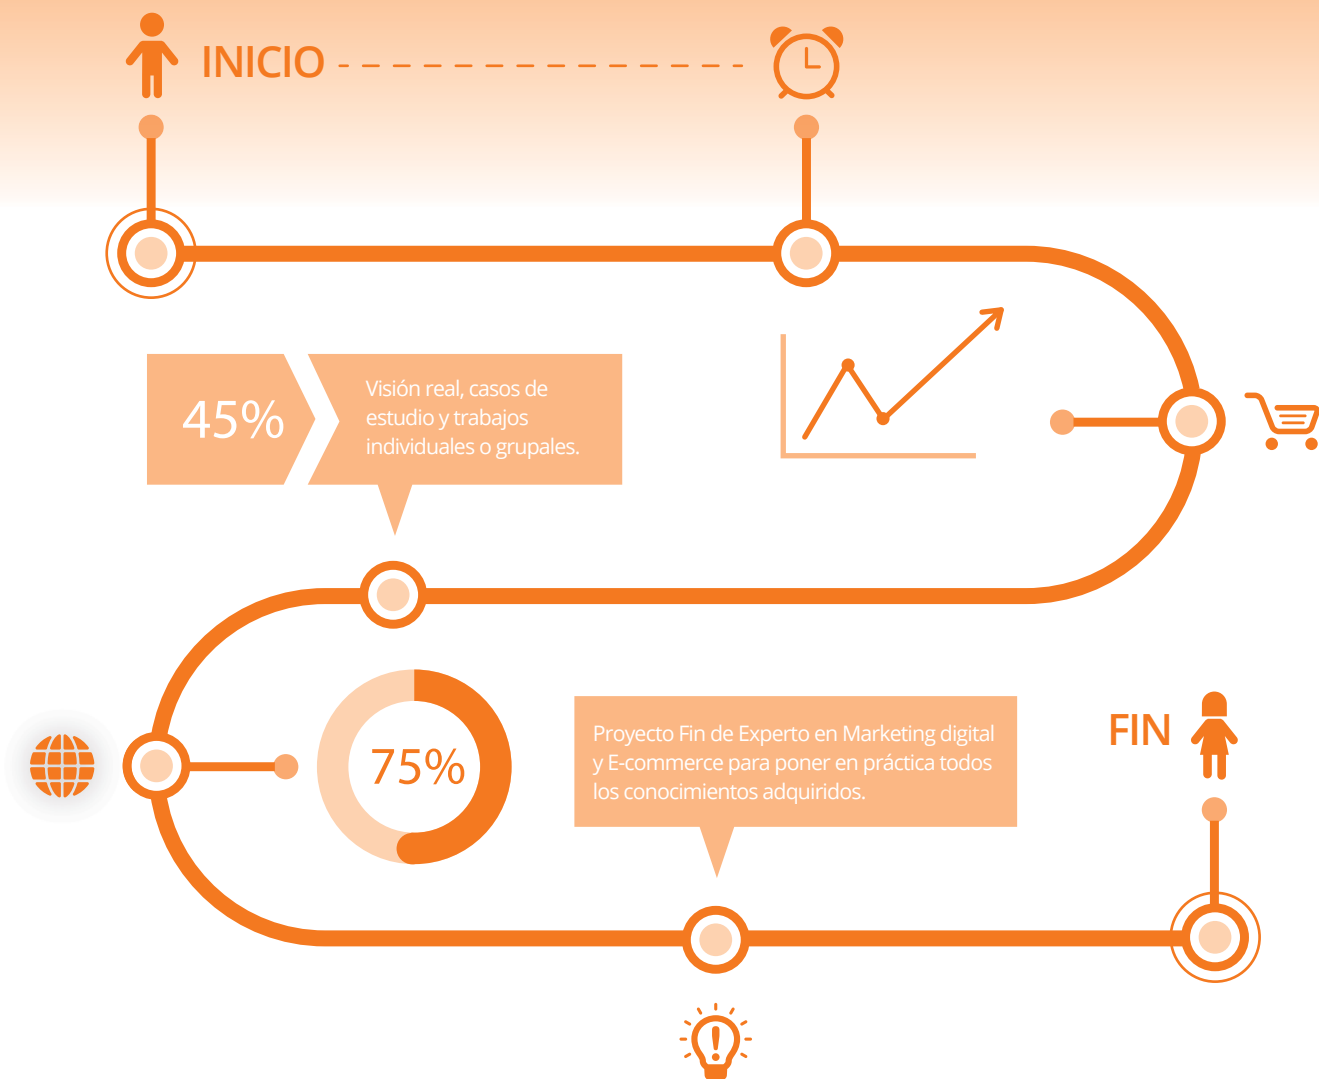 INICIO
45%
Visión real, casos de
estudio y trabajos
individuales o grupales.
75%
Proyecto Fin de Experto en Marketing digital
y E-commerce para poner en práctica todos
los conocimientos adquiridos.
FIN